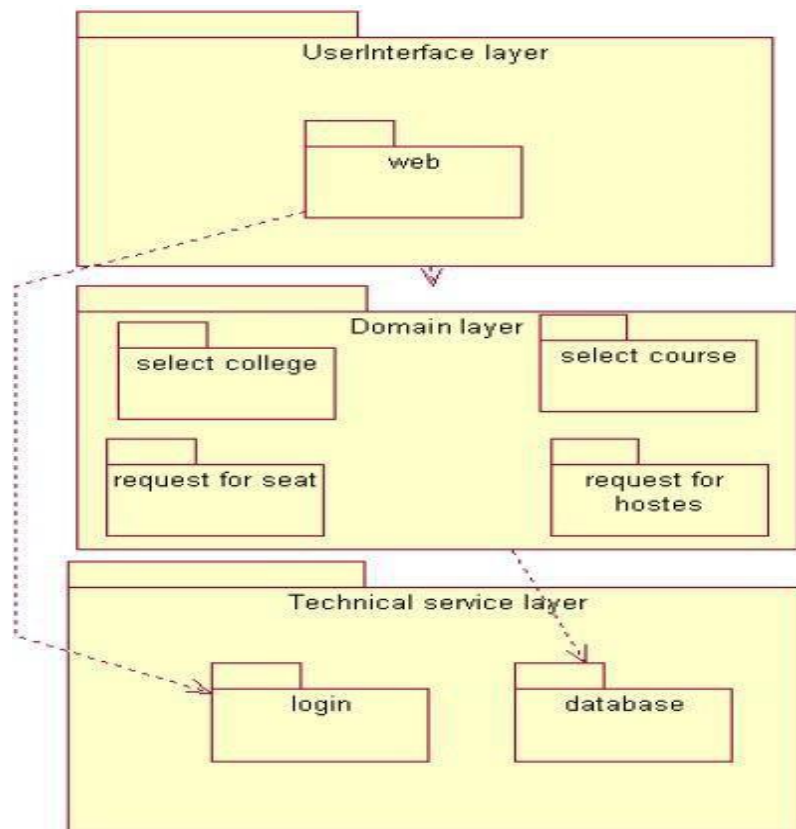 UserInterface layer
web
Domain layer
select college
select course
request for seat
request for
hostes
Technical service layer
login
database